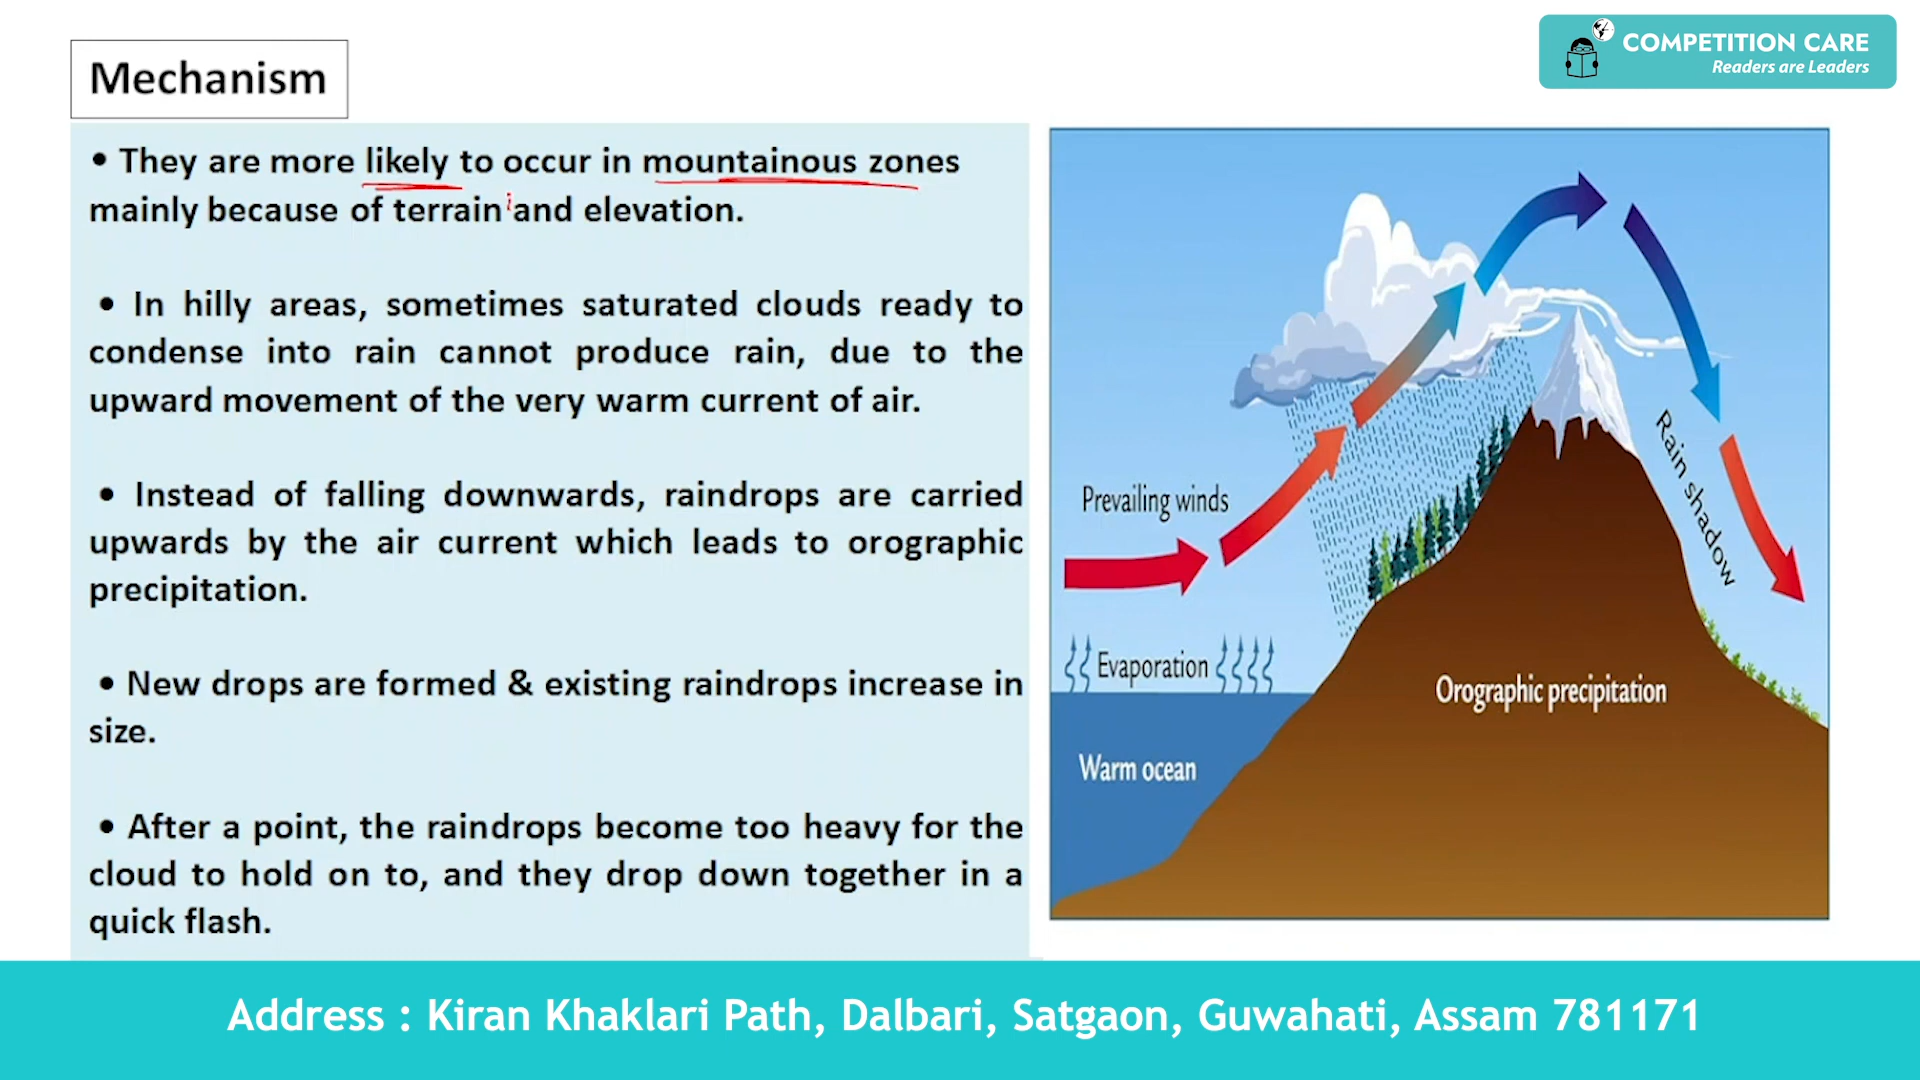 COMPETITION CARE
Readers are Leaders
Mechanism
• They are more likely to occur in mountainous zones
mainly because of terrain and elevation.
• In hilly areas, sometimes saturated clouds ready to
condense into rain cannot produce rain, due to the
upward movement of the very warm current of air.
• Instead of falling downwards, raindrops are carried
upwards by the air current which leads to orographic
precipitation.
• New drops are formed & existing raindrops increase in
size.
• After a point, the raindrops become too heavy for the
cloud to hold on to, and they drop down together in a
quick flash.
Prevailing winds
Rain shadow
Evaporation
Orographic precipitation
Warm ocean
Address : Kiran Khaklari Path, Dalbari, Satgaon, Guwahati, Assam 781171